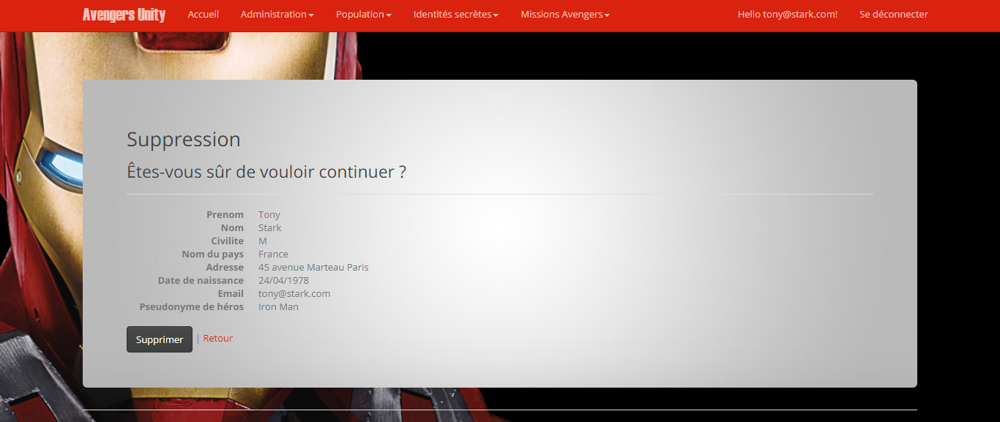 Avengers Unity Accueil Administration Population Identités secrètes Missions Avengers Hello tony@stark.com! Se déconnecter
Suppression
Êtes-vous sûr de vouloir continuer ?
Prenom Tony
Nom Stark
Civilite M
Nom du pays France
Adresse 45 avenue Marteau Paris
Date de naissance 24/04/1978
Email tony@stark.com
Pseudonyme de héros Iron Man
Supprimer | Retour